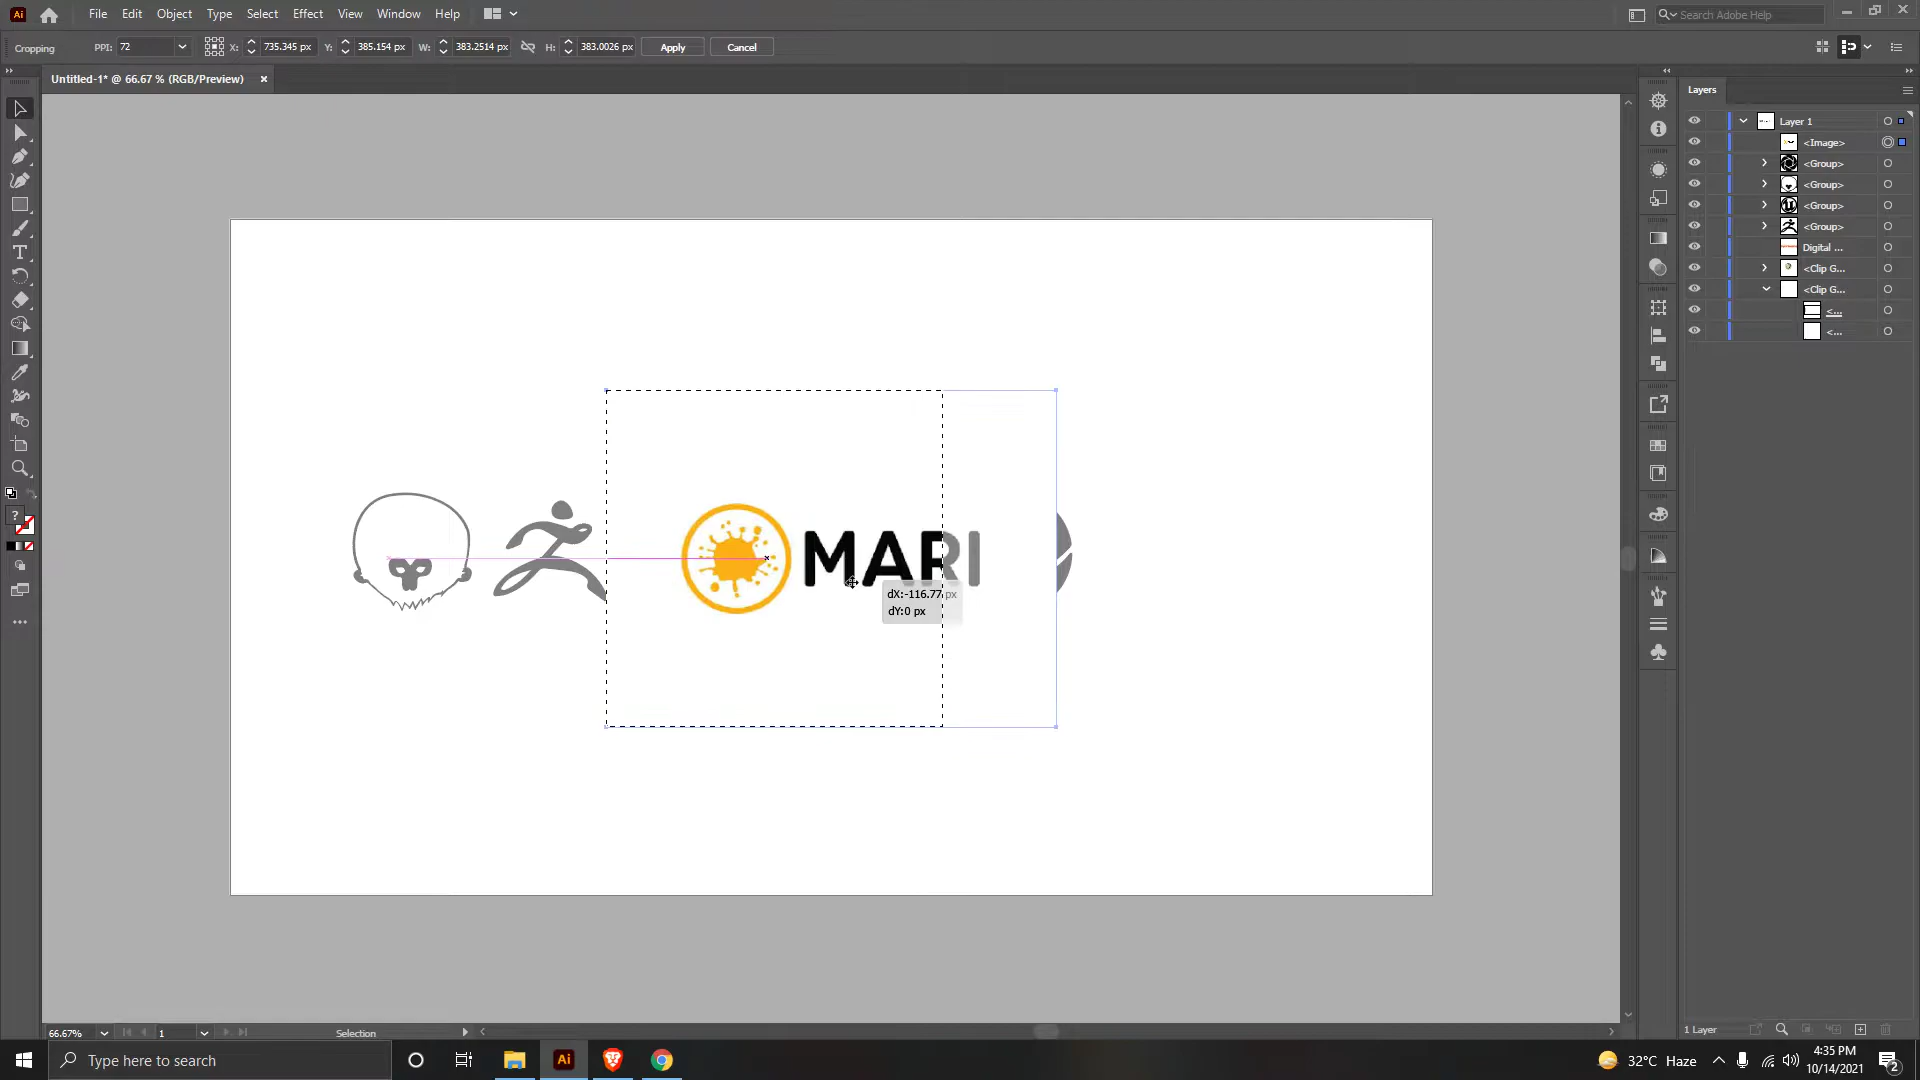 Ai File Edit Object Type Select Effect View Window Help Search Adobe Help
Cropping PPI: 72 X: 735.345 px Y: 385.154 px W: 383.2514 px H: 383.0026 px Apply Cancel
Untitled-1* @ 66.67 % (RGB/Preview) ×
Layers
Layer 1
<Image>
<Group>
<Group>
<Group>
<Group>
Digital ...
<Clip G...
<Clip G...
<...
<...
MARI
dX:-116.77 px
dY:0 px
?
66.67% 1 Selection
1 Layer
Type here to search
Ai
32°C Haze
4:35 PM
10/14/2021
2